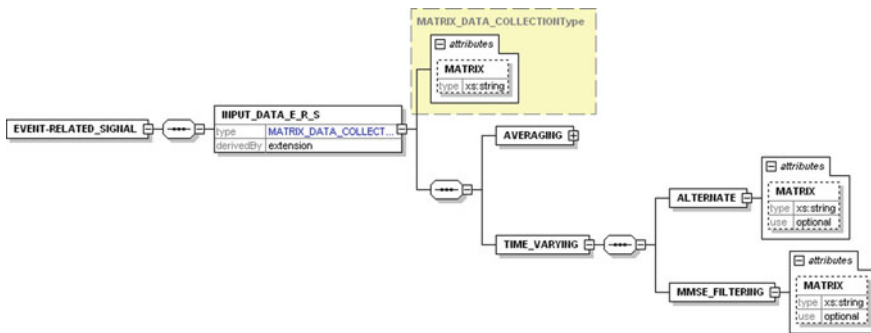 MATRIX_DATA_COLLECTIONType
attributes
MATRIX
type xs:string
EVENT-RELATED_SIGNAL
INPUT_DATA_E_R_S
type MATRIX_DATA_COLLECT...
derivedBy extension
AVERAGING
TIME_VARYING
ALTERNATE
attributes
MATRIX
type xs:string
use optional
MMSE_FILTERING
attributes
MATRIX
type xs:string
use optional